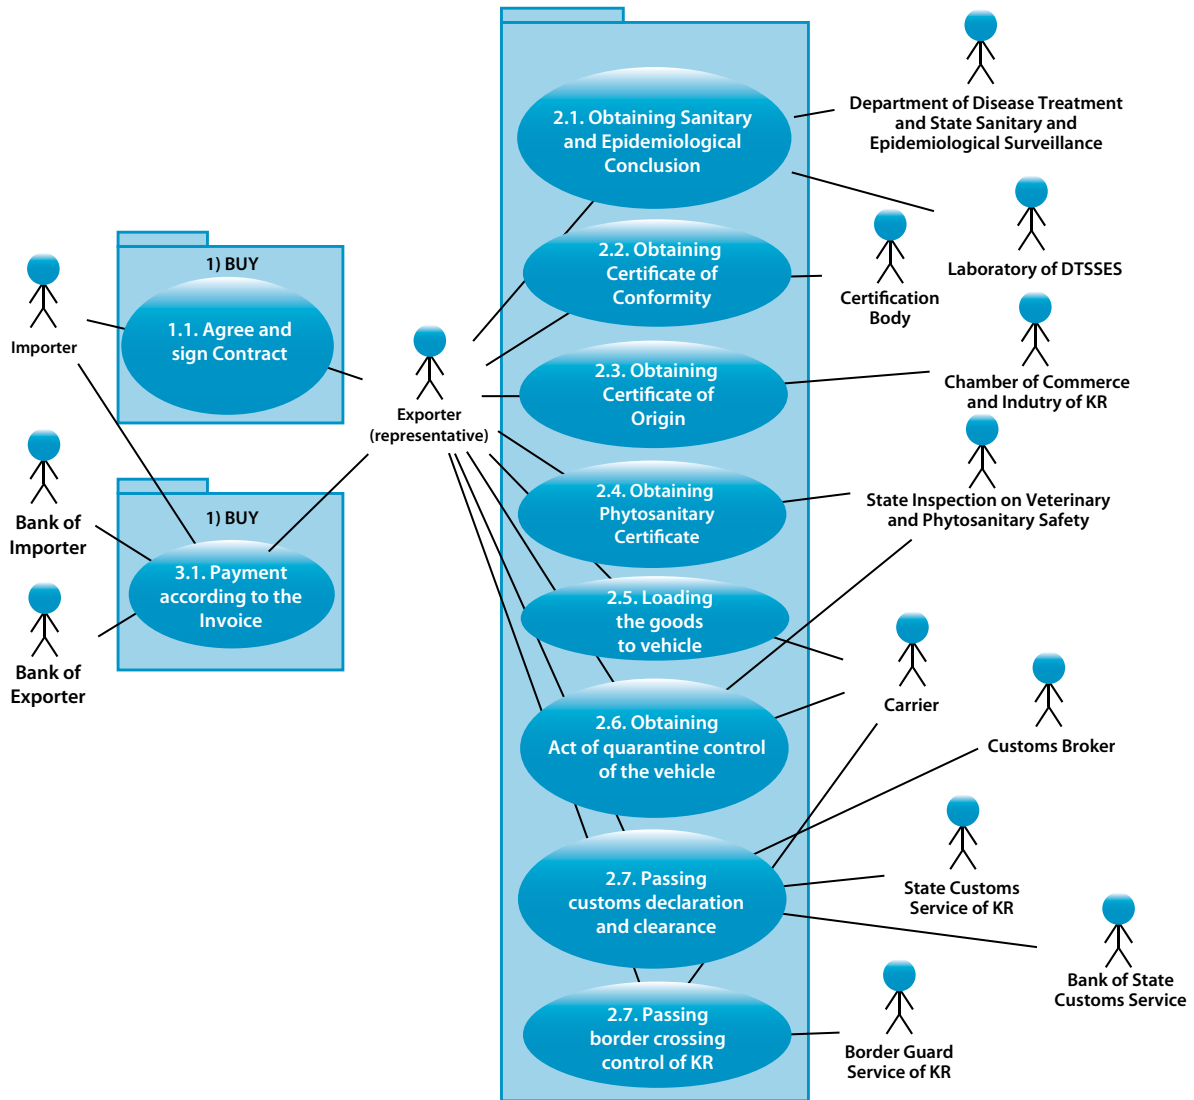 1) BUY
1.1. Agree and
sign Contract
Importer
Bank of
Importer
Bank of
Exporter
1) BUY
3.1. Payment
according to the
Invoice
Exporter
(representative)
2.1. Obtaining Sanitary
and Epidemiological
Conclusion
2.2. Obtaining
Certificate of
Conformity
2.3. Obtaining
Certificate of
Origin
2.4. Obtaining
Phytosanitary
Certificate
2.5. Loading
the goods
to vehicle
2.6. Obtaining
Act of quarantine control
of the vehicle
2.7. Passing
customs declaration
and clearance
2.7. Passing
border crossing
control of KR
Department of Disease Treatment
and State Sanitary and
Epidemiological Surveillance
Laboratory of DTSSES
Certification
Body
Chamber of Commerce
and Indutry of KR
State Inspection on Veterinary
and Phytosanitary Safety
Carrier
Customs Broker
State Customs
Service of KR
Bank of State
Customs Service
Border Guard
Service of KR